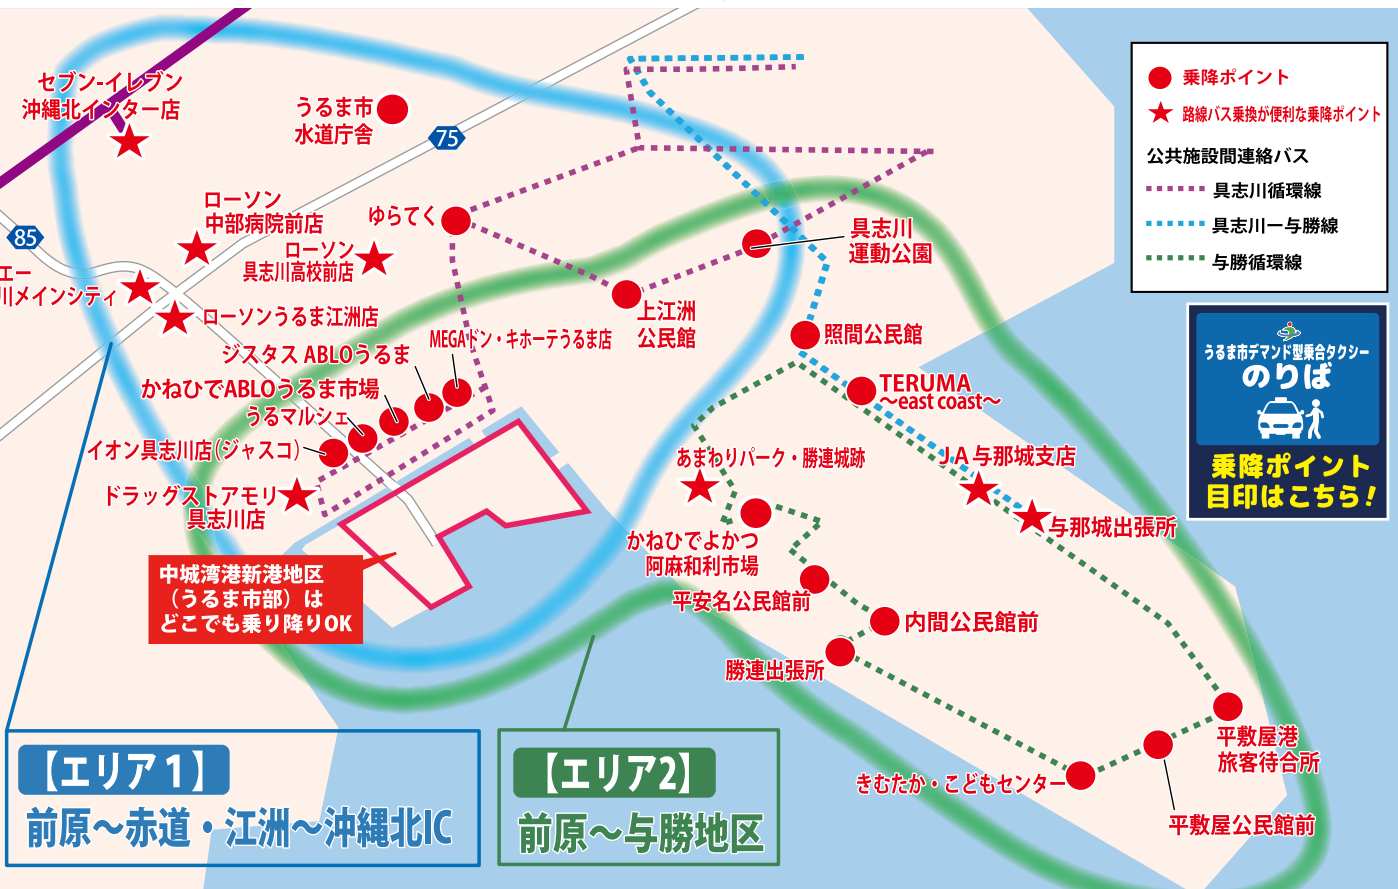 セブン-イレブン
沖縄北インター店
うるま市
水道庁舎
75
85
ローソン
中部病院前店
ローソン
具志川高校前店
ゆらてく
エー
川メインシティ
ローソンうるま江洲店
ジスタス ABLOうるま
MEGAドン・キホーテうるま店
かねひでABLOうるま市場
うるマルシェ
イオン具志川店(ジャスコ)
ドラッグストアモリ
具志川店
上江洲
公民館
具志川
運動公園
照間公民館
TERUMA
〜east coast〜
JA与那城支店
与那城出張所
あまわりパーク・勝連城跡
かねひでよかつ
阿麻和利市場
平安名公民館前
内間公民館前
勝連出張所
きむたか・こどもセンター
平敷屋港
旅客待合所
平敷屋公民館前
中城湾港新港地区
(うるま市部)は
どこでも乗り降りOK
【エリア1】
前原〜赤道・江洲〜沖縄北IC
【エリア2】
前原〜与勝地区
乗降ポイント
路線バス乗換が便利な乗降ポイント
公共施設間連絡バス
具志川循環線
具志川ー与勝線
与勝循環線
うるま市デマンド型乗合タクシー
のりば
乗降ポイント
目印はこちら!